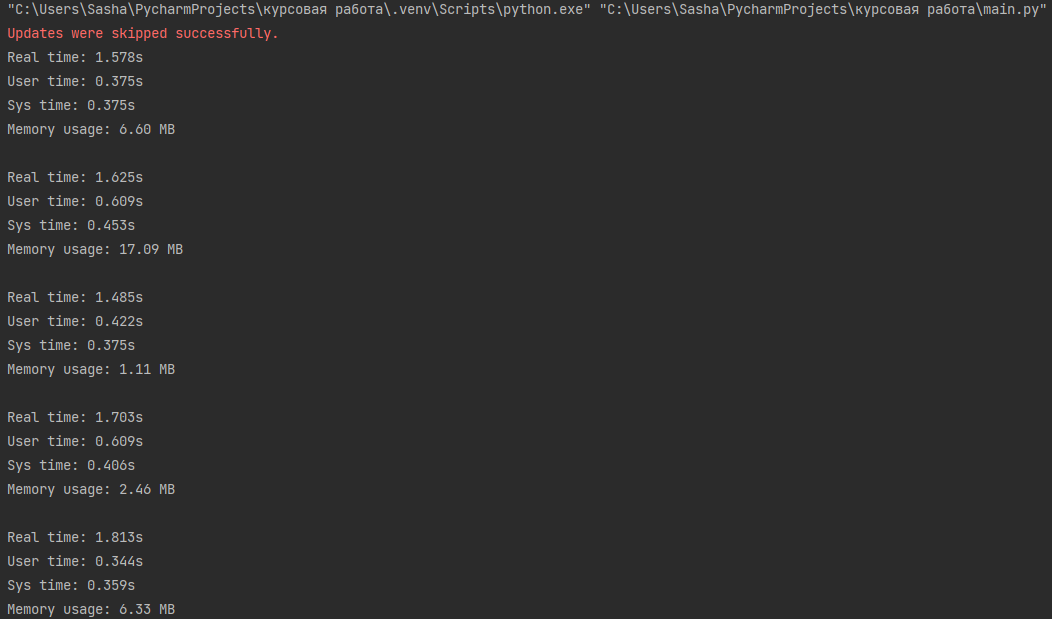 "C:\Users\Sasha\PycharmProjects\курсовая работа\.venv\Scripts\python.exe" "C:\Users\Sasha\PycharmProjects\курсовая работа\main.py"
Updates were skipped successfully.
Real time: 1.578s
User time: 0.375s
Sys time: 0.375s
Memory usage: 6.60 MB
Real time: 1.625s
User time: 0.609s
Sys time: 0.453s
Memory usage: 17.09 MB
Real time: 1.485s
User time: 0.422s
Sys time: 0.375s
Memory usage: 1.11 MB
Real time: 1.703s
User time: 0.609s
Sys time: 0.406s
Memory usage: 2.46 MB
Real time: 1.813s
User time: 0.344s
Sys time: 0.359s
Memory usage: 6.33 MB